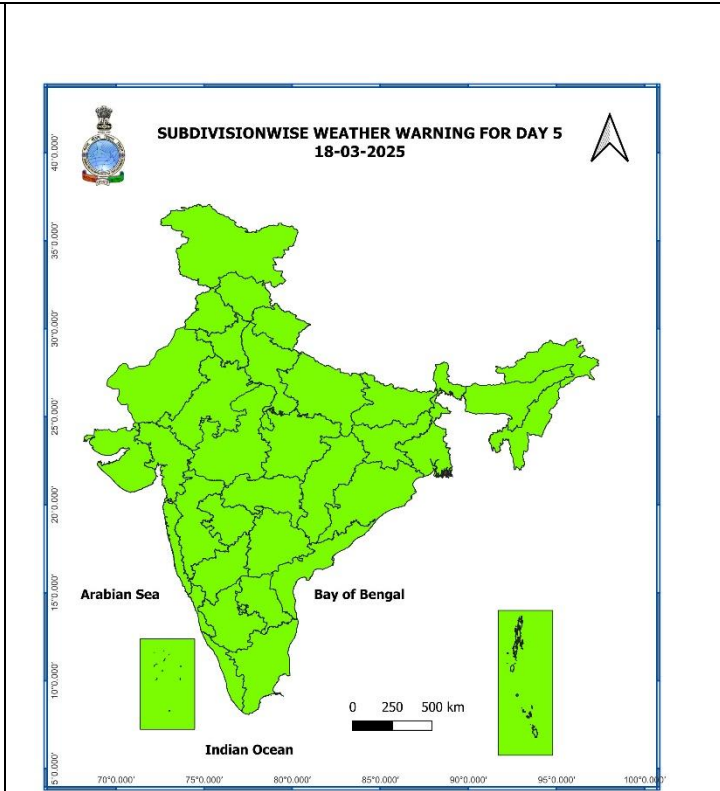 SUBDIVISIONWISE WEATHER WARNING FOR DAY 5
18-03-2025
40°0.000'
35°0.000'
30°0.000'
25°0.000'
20°0.000'
15°0.000'
10°0.000'
5°0.000'
Arabian Sea
Bay of Bengal
0 250 500 km
Indian Ocean
70°0.000' 75°0.000' 80°0.000' 85°0.000' 90°0.000' 95°0.000' 100°0.000'